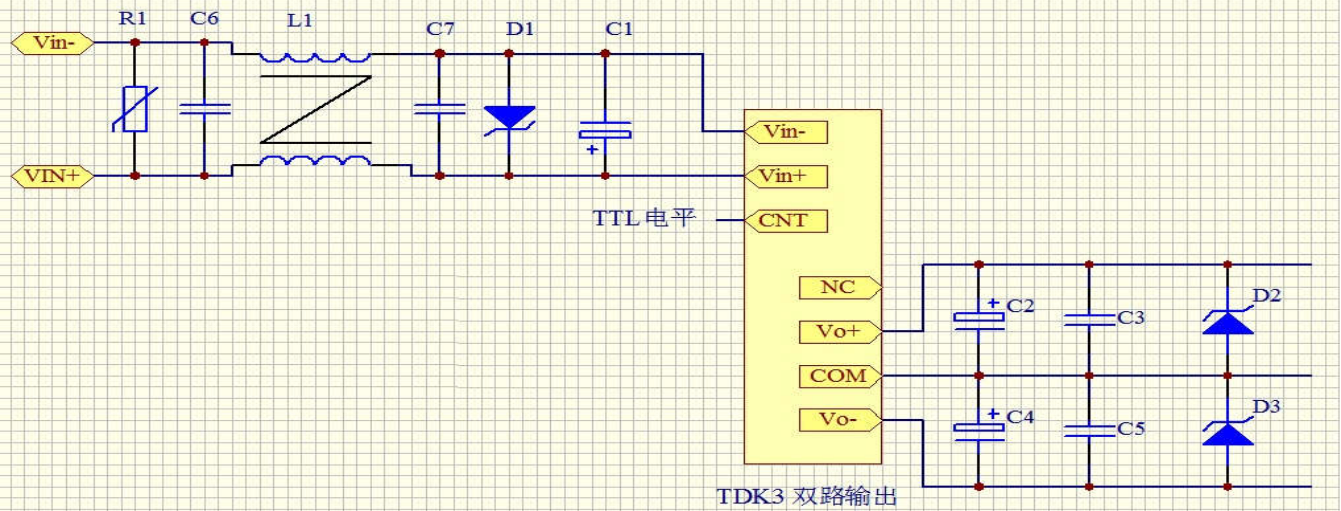 R1
C6
L1
C7
D1
C1
Vin-
VIN+
Vin-
Vin+
TTL电平
CNT
NC
Vo+
COM
Vo-
C2
C3
D2
C4
C5
D3
TDK3 双路输出
+
+
+